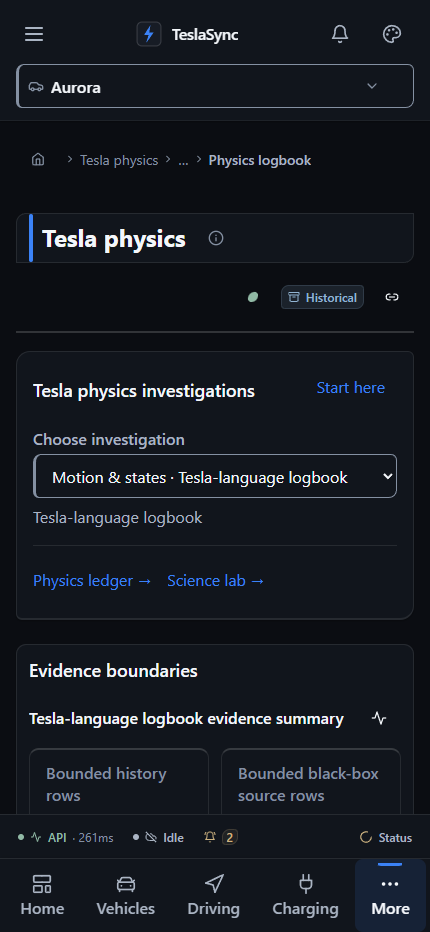 TeslaSync
Aurora
Tesla physics
...
Physics logbook
Tesla physics
Historical
Tesla physics investigations
Start here
Choose investigation
Motion & states · Tesla-language logbook
Tesla-language logbook
Physics ledger →
Science lab →
Evidence boundaries
Tesla-language logbook evidence summary
Bounded history
rows
Bounded black-box
source rows
API · 261ms
Idle
2
Status
Home
Vehicles
Driving
Charging
More